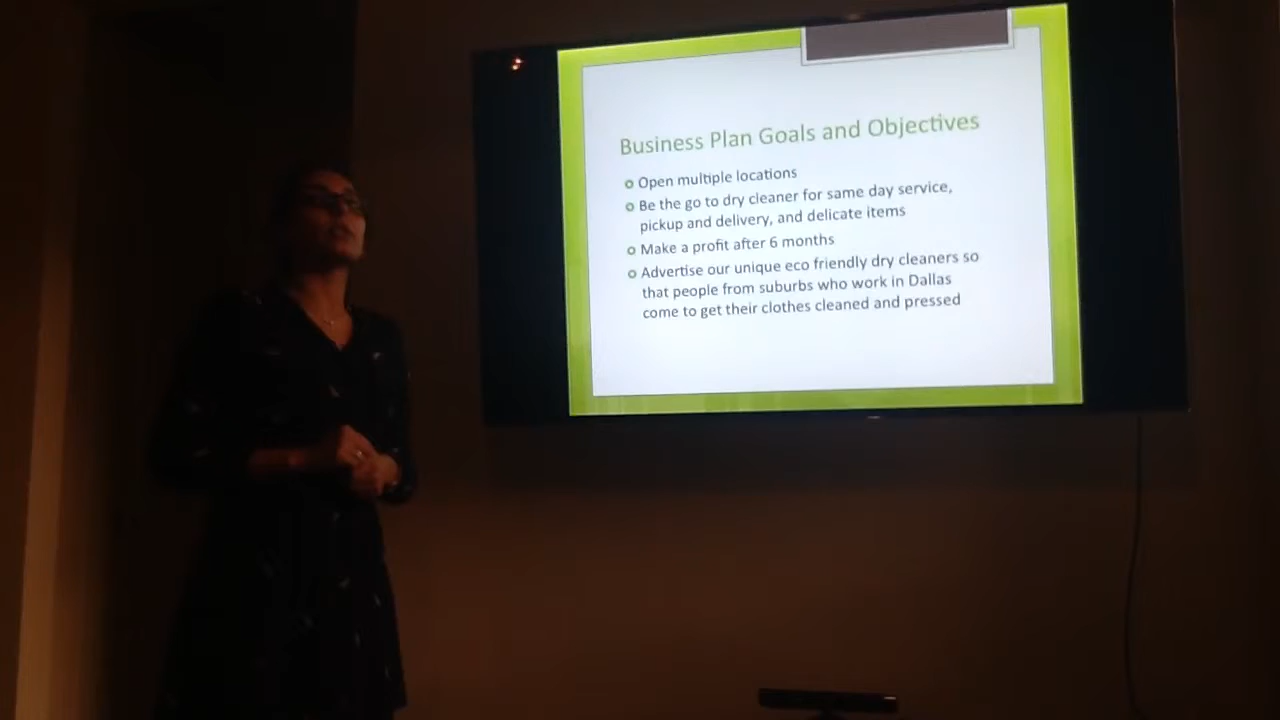 Business Plan Goals and Objectives
Open multiple locations
Be the go to dry cleaner for same day service,
pickup and delivery, and delicate items
Make a profit after 6 months
Advertise our unique eco friendly dry cleaners so
that people from suburbs who work in Dallas
come to get their clothes cleaned and pressed